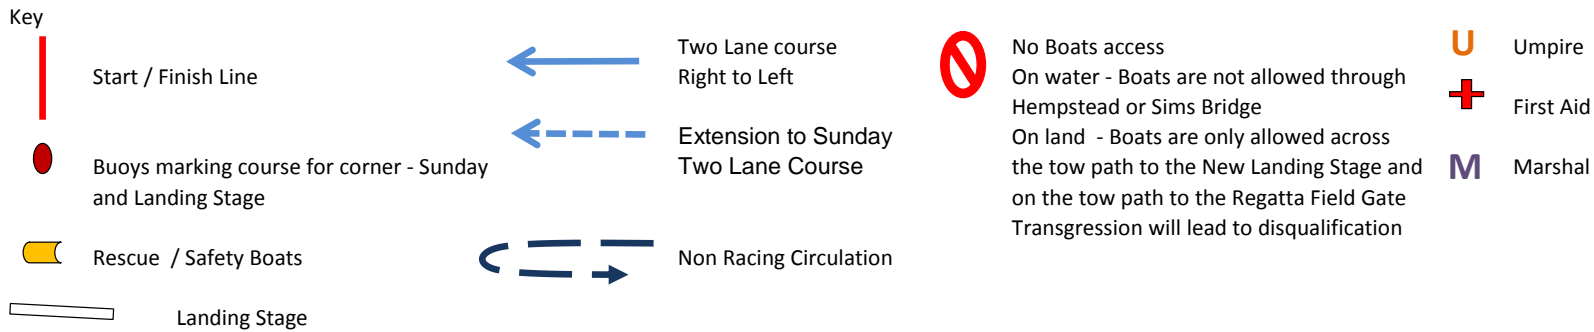 Key
Start / Finish Line
Buoys marking course for corner - Sunday
and Landing Stage
Rescue / Safety Boats
Landing Stage
Two Lane course
Right to Left
Extension to Sunday
Two Lane Course
Non Racing Circulation
No Boats access
On water - Boats are not allowed through
Hempstead or Sims Bridge
On land - Boats are only allowed across
the tow path to the New Landing Stage and
on the tow path to the Regatta Field Gate
Transgression will lead to disqualification
U Umpire
First Aid
M Marshal